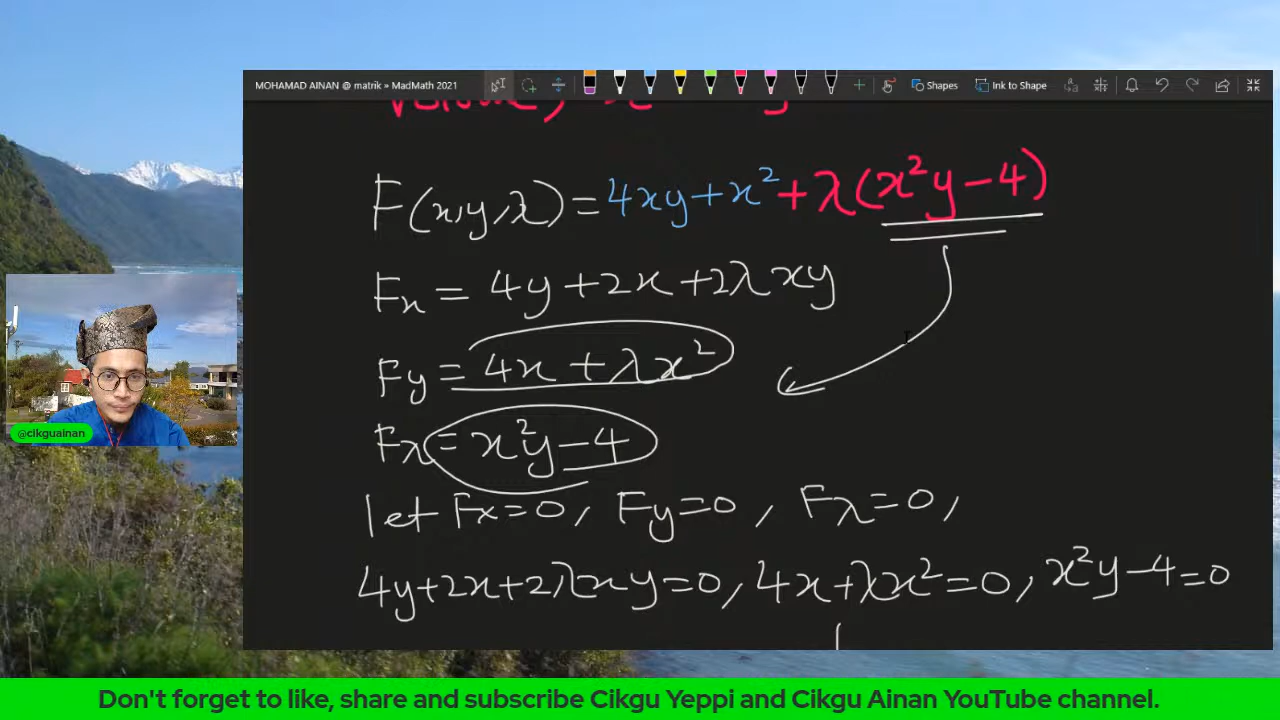 MOHAMAD AINAN @ matrik » MadMath 2021
Shapes
Ink to Shape
F(x,y,λ)=4xy+x²+λ(x²y-4)
Fx = 4y+2x+2λxy
Fy = 4x+λx²
Fλ = x²y-4
let Fx=0, Fy=0, Fλ=0,
4y+2x+2λxy=0, 4x+λx²=0, x²y-4=0
@cikguainan
Don't forget to like, share and subscribe Cikgu Yeppi and Cikgu Ainan YouTube channel.